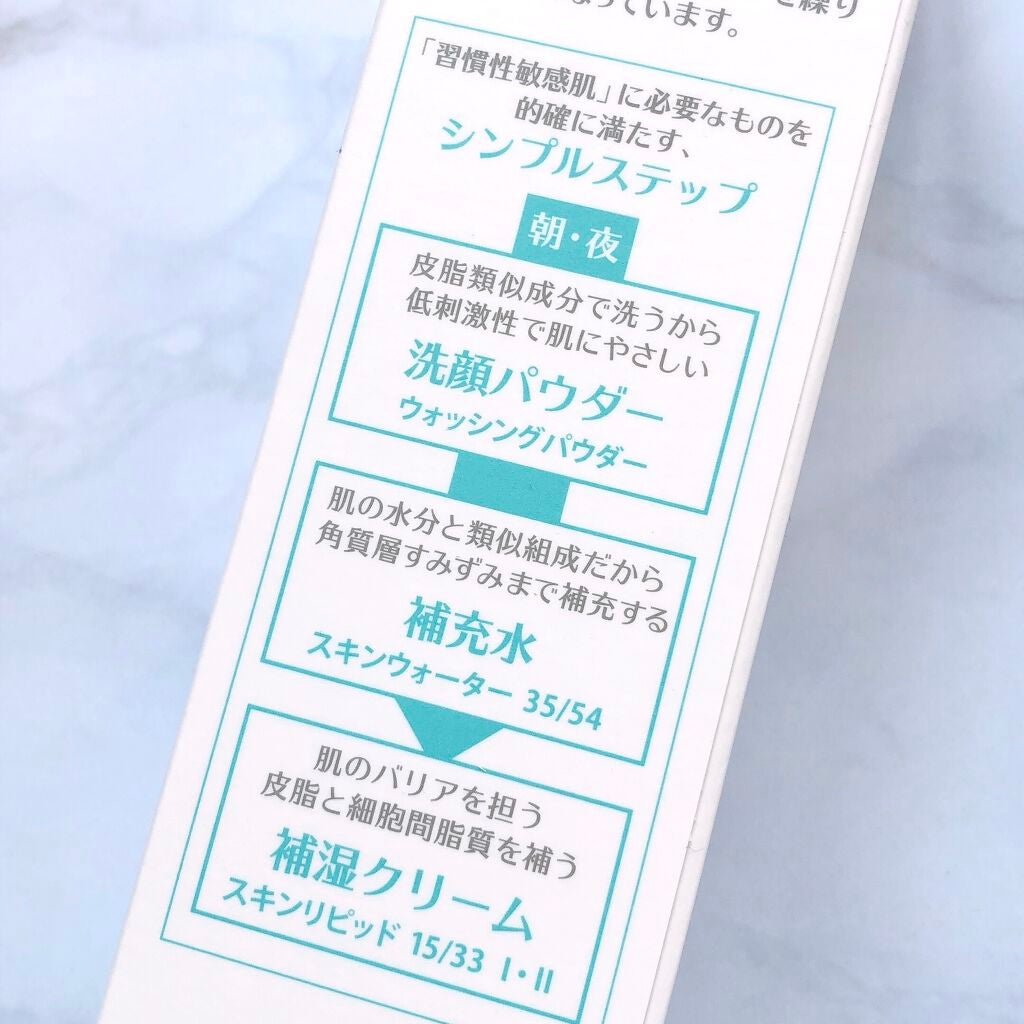 を繰り
っています。
「習慣性敏感肌」に必要なものを
的確に満たす、
シンプルステップ
朝・夜
皮脂類似成分で洗うから
低刺激性で肌にやさしい
洗顔パウダー
ウォッシングパウダー
肌の水分と類似組成だから
角質層すみずみまで補充する
補充水
スキンウォーター 35/54
肌のバリアを担う
皮脂と細胞間脂質を補う
補湿クリーム
スキンリピッド 15/33 I・II